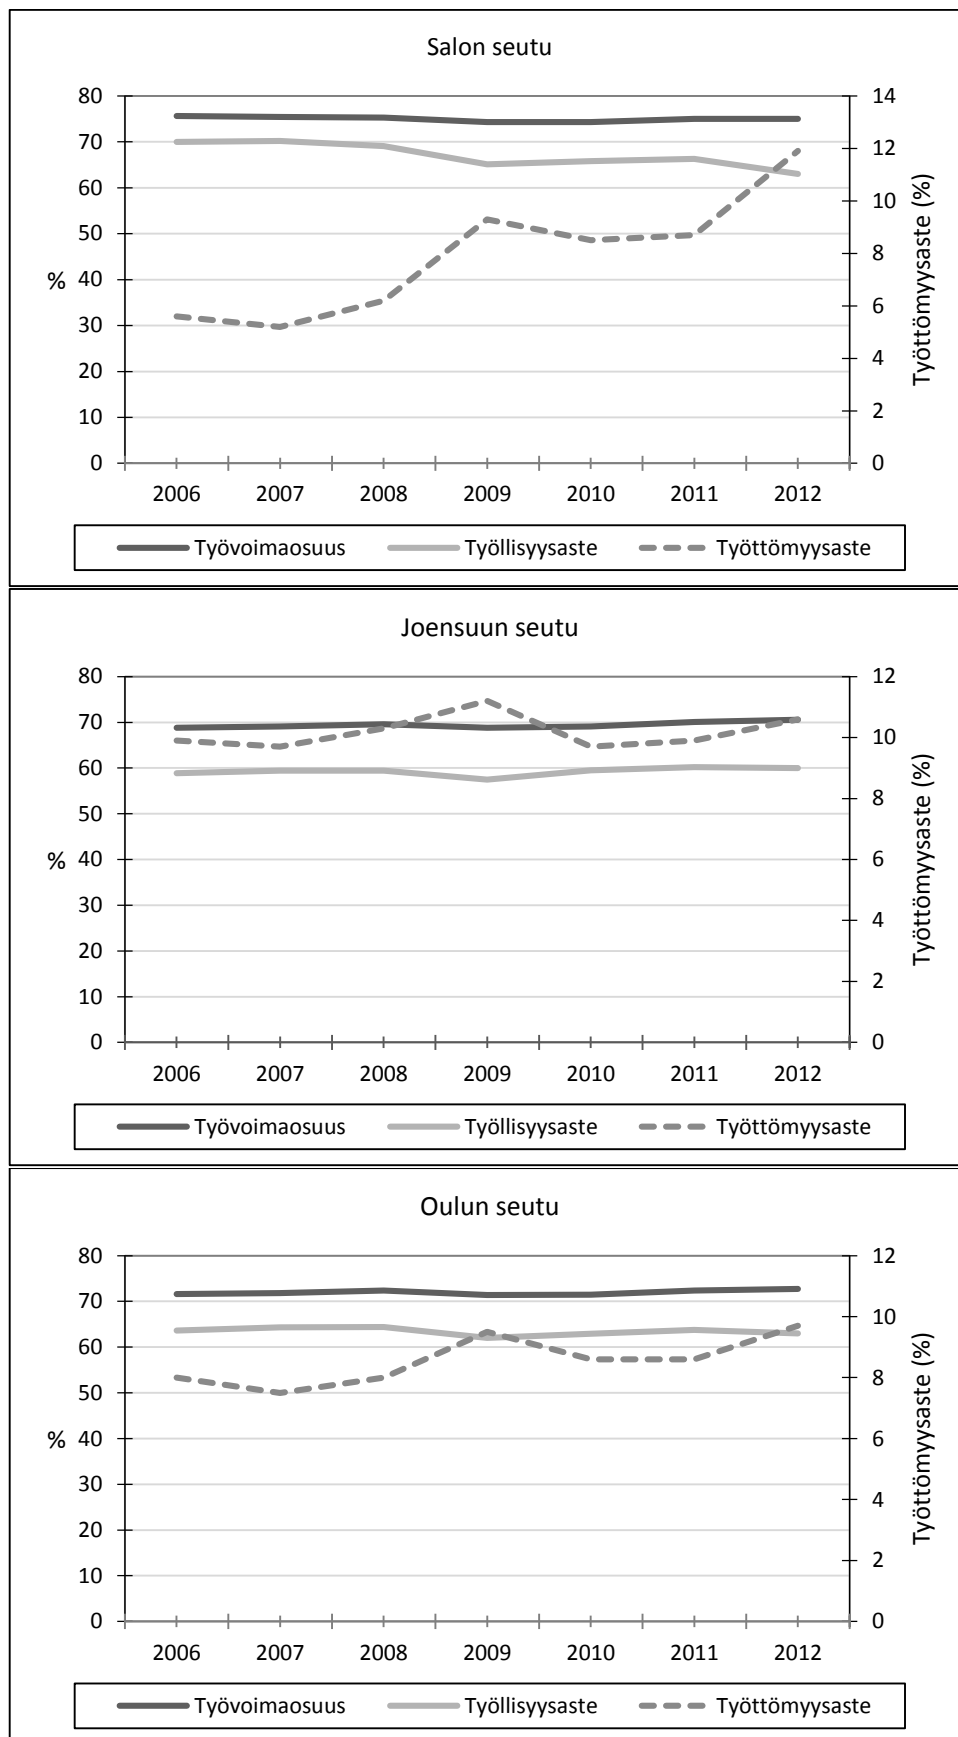 Salon seutu
80 14
70 12
60 10
50 8
% 40 6
30 4
20 2
10 0
0
Työttömyysaste (%)
2006 2007 2008 2009 2010 2011 2012
Työvoimaosuus Työllisyysaste Työttömyysaste
Joensuun seutu
80 12
70 10
60 8
50 6
% 40 4
30 2
20 0
10
0
Työttömyysaste (%)
2006 2007 2008 2009 2010 2011 2012
Työvoimaosuus Työllisyysaste Työttömyysaste
Oulun seutu
80 12
70 10
60 8
50 6
% 40 4
30 2
20 0
10
0
Työttömyysaste (%)
2006 2007 2008 2009 2010 2011 2012
Työvoimaosuus Työllisyysaste Työttömyysaste